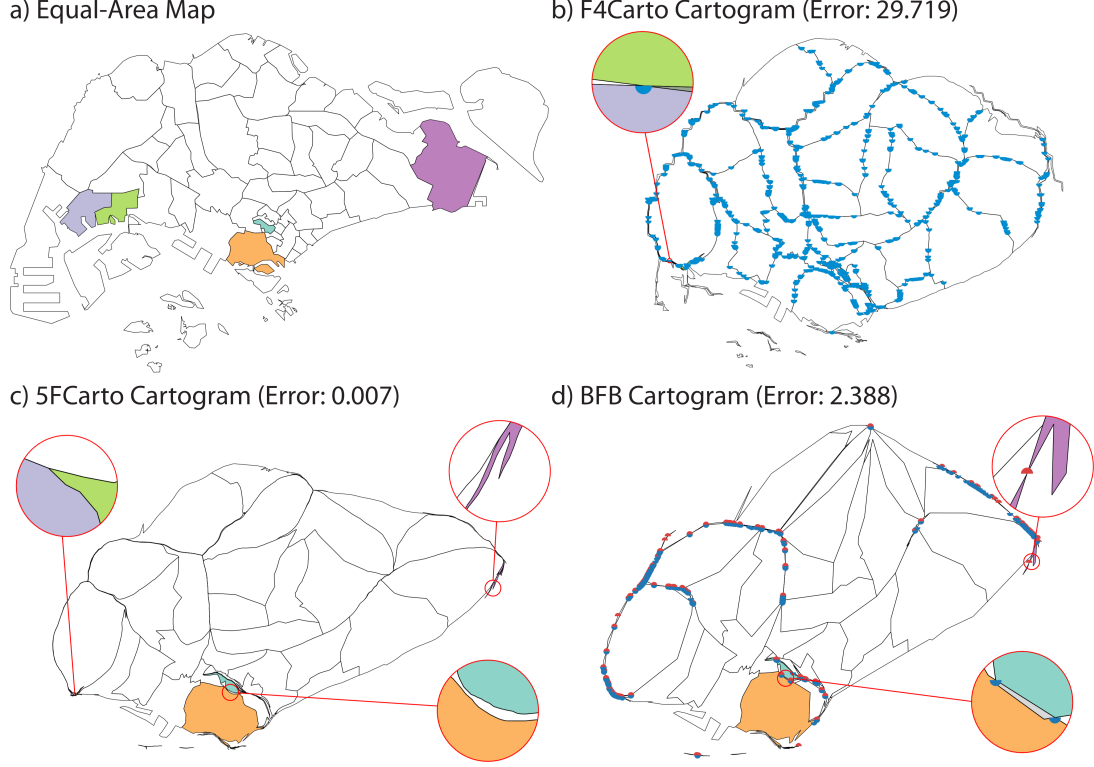 a) Equal-Area Map
b) F4Carto Cartogram (Error: 29.719)
c) 5FCarto Cartogram (Error: 0.007)
d) BFB Cartogram (Error: 2.388)